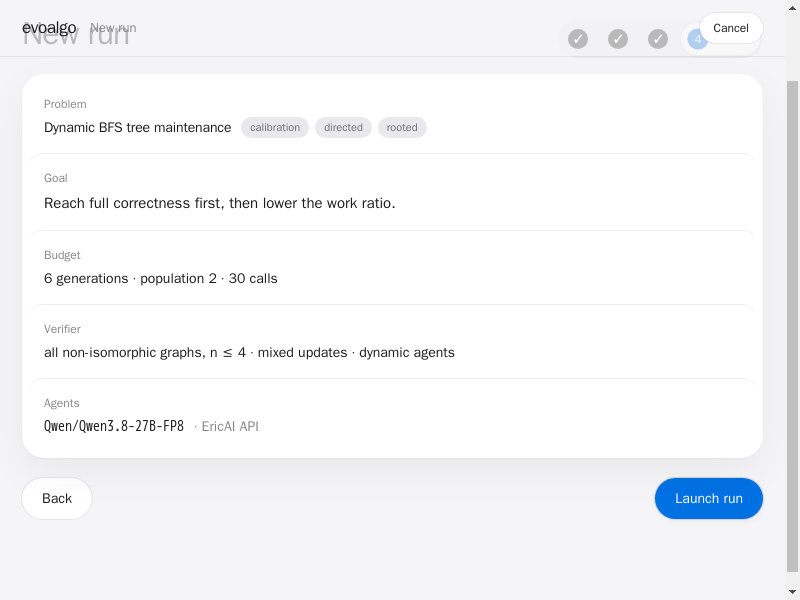 evoalgo New run
New run
✓ ✓ ✓ 4
Cancel
Problem
Dynamic BFS tree maintenance calibration directed rooted
Goal
Reach full correctness first, then lower the work ratio.
Budget
6 generations · population 2 · 30 calls
Verifier
all non-isomorphic graphs, n ≤ 4 · mixed updates · dynamic agents
Agents
Qwen/Qwen3.8-27B-FP8 · EricAI API
Back Launch run